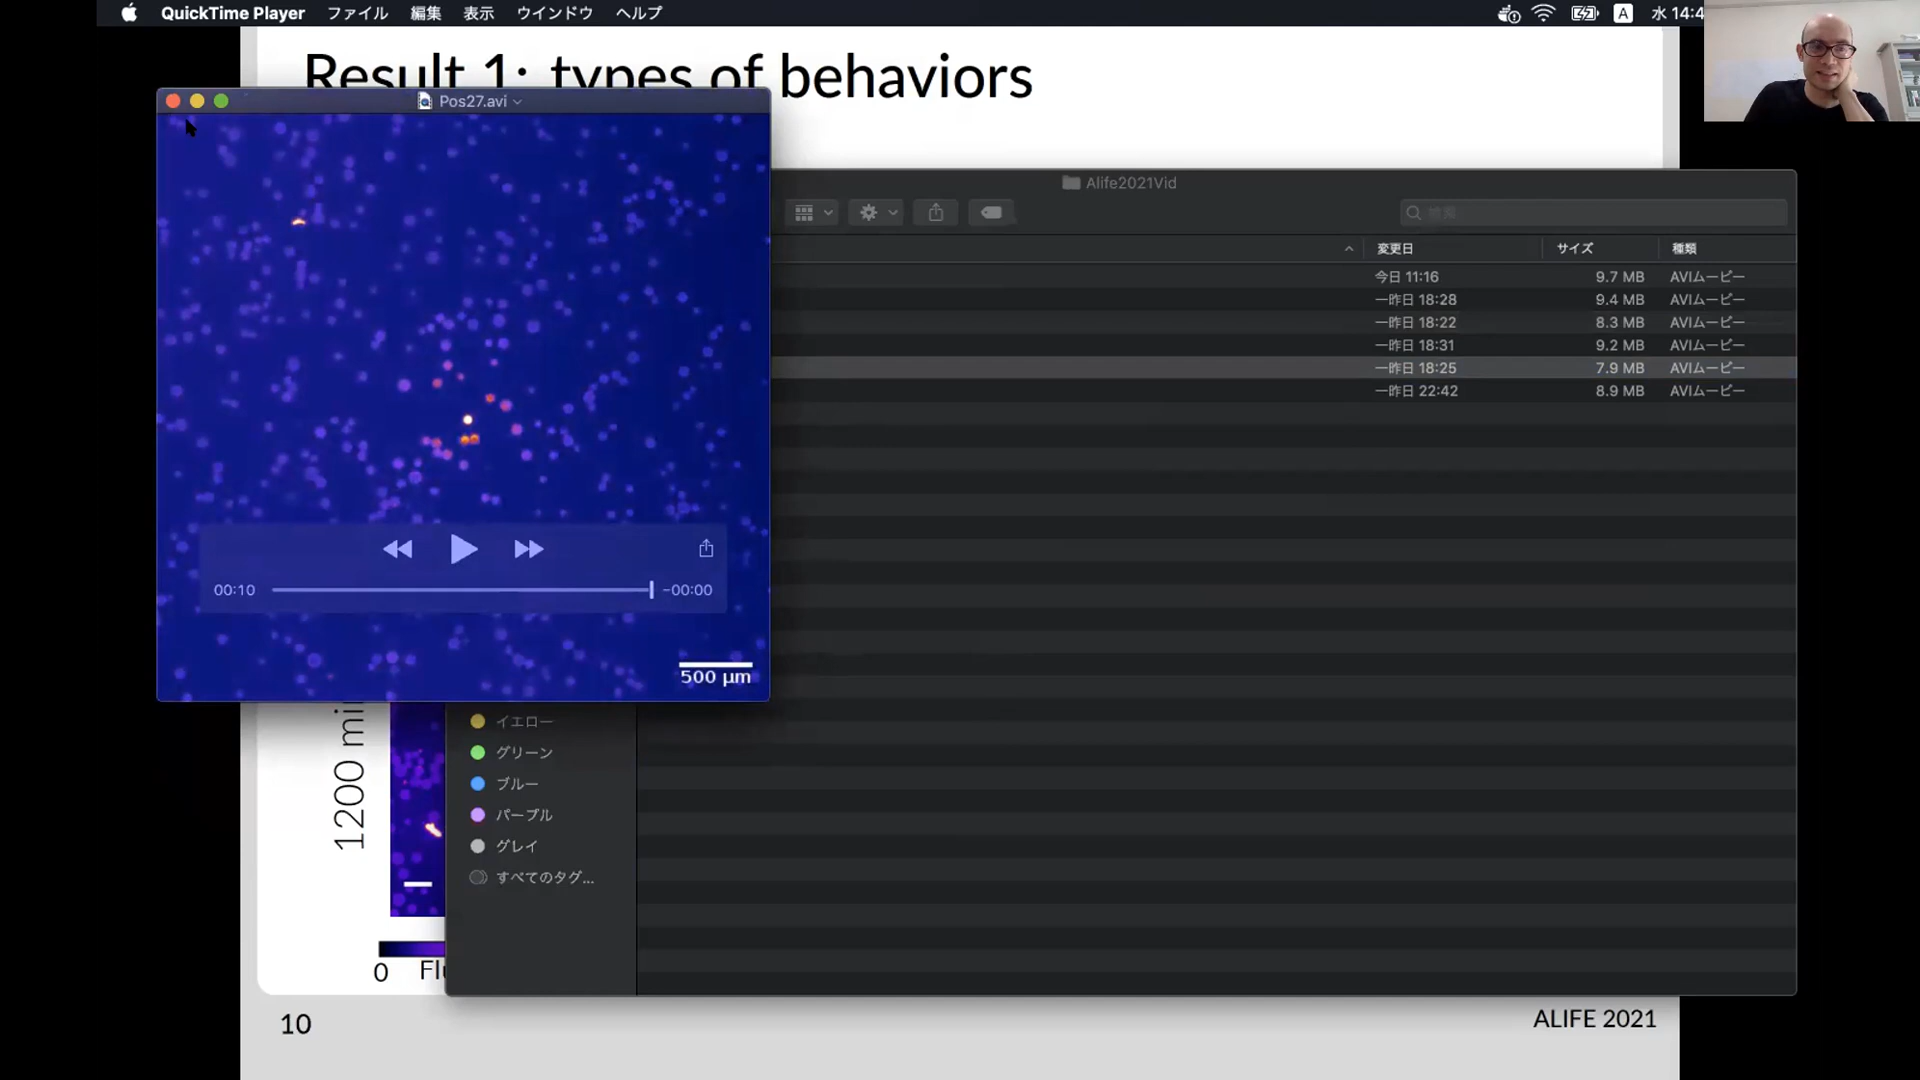 QuickTime Player ファイル 編集 表示 ウインドウ ヘルプ
A 水 14:4
Result 1: types of behaviors
Pos27.avi
Alife2021Vid
検索
変更日 サイズ 種類
今日 11:16 9.7 MB AVIムービー
一昨日 18:28 9.4 MB AVIムービー
一昨日 18:22 8.3 MB AVIムービー
一昨日 18:31 9.2 MB AVIムービー
一昨日 18:25 7.9 MB AVIムービー
一昨日 22:42 8.9 MB AVIムービー
00:10 -00:00
500 µm
イエロー
グリーン
ブルー
パープル
グレイ
すべてのタグ...
1200 mi
0 Fl
10
ALIFE 2021